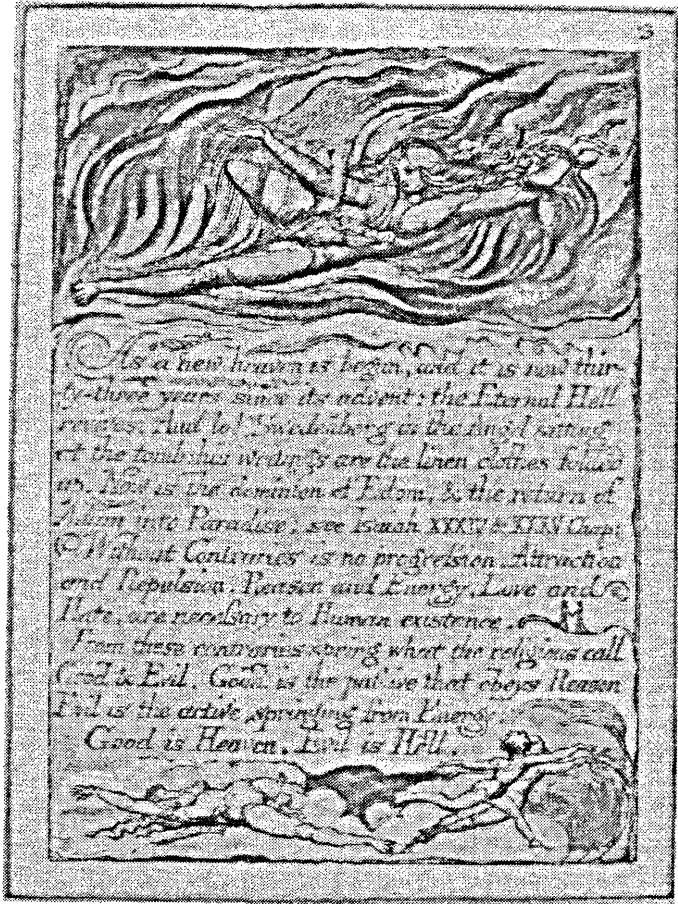 3
As a new heaven is begun, and it is now thir-
ty-three years since its advent: the Eternal Hell
revives. And lo! Swedenborg is the Angel sitting
at the tomb: his writings are the linen clothes folded
up. Now is the dominion of Edom, & the return of
Adam into Paradise; see Isaiah XXXIV & XXXV Chap:
Without Contraries is no progression. Attraction
and Repulsion, Reason and Energy, Love and
Hate, are necessary to Human existence.
From these contraries spring what the religious call
Good & Evil. Good is the passive that obeys Reason
Evil is the active springing from Energy.
Good is Heaven. Evil is Hell.